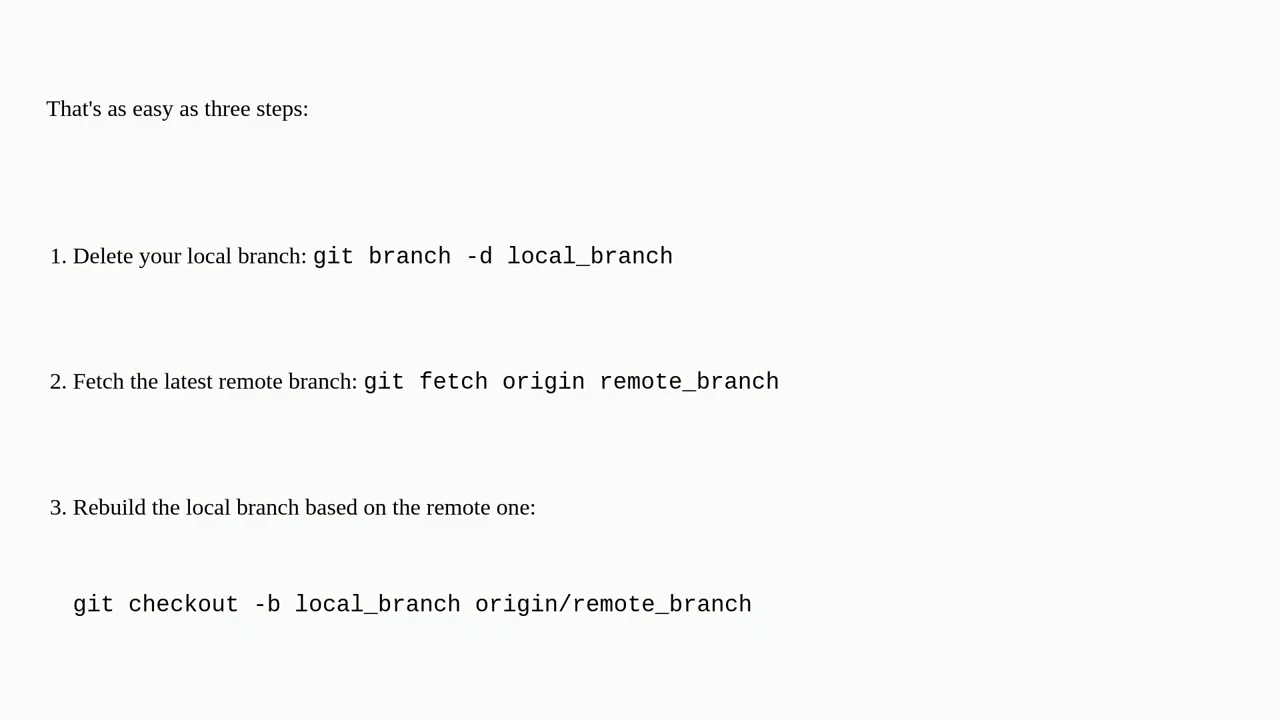 That's as easy as three steps:
1. Delete your local branch: git branch -d local_branch
2. Fetch the latest remote branch: git fetch origin remote_branch
3. Rebuild the local branch based on the remote one:
git checkout -b local_branch origin/remote_branch